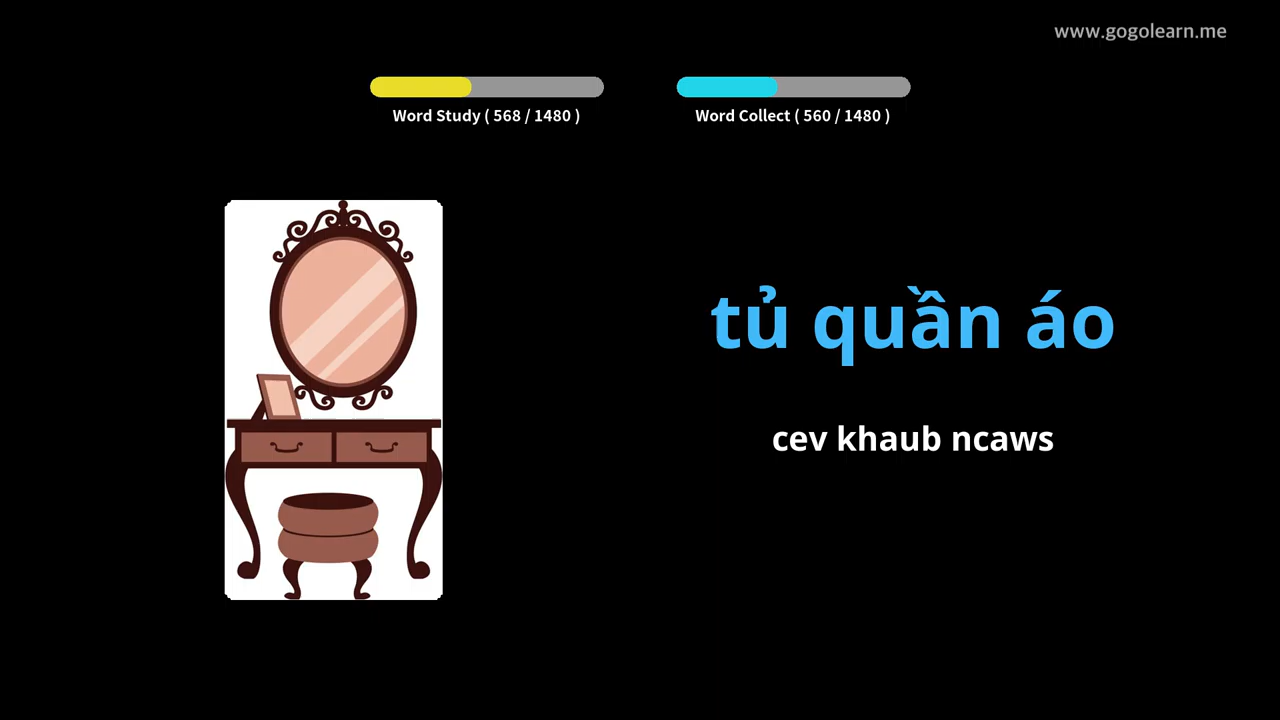 www.gogolearn.me
Word Study ( 568 / 1480 )
Word Collect ( 560 / 1480 )
tủ quần áo
cev khaub ncaws